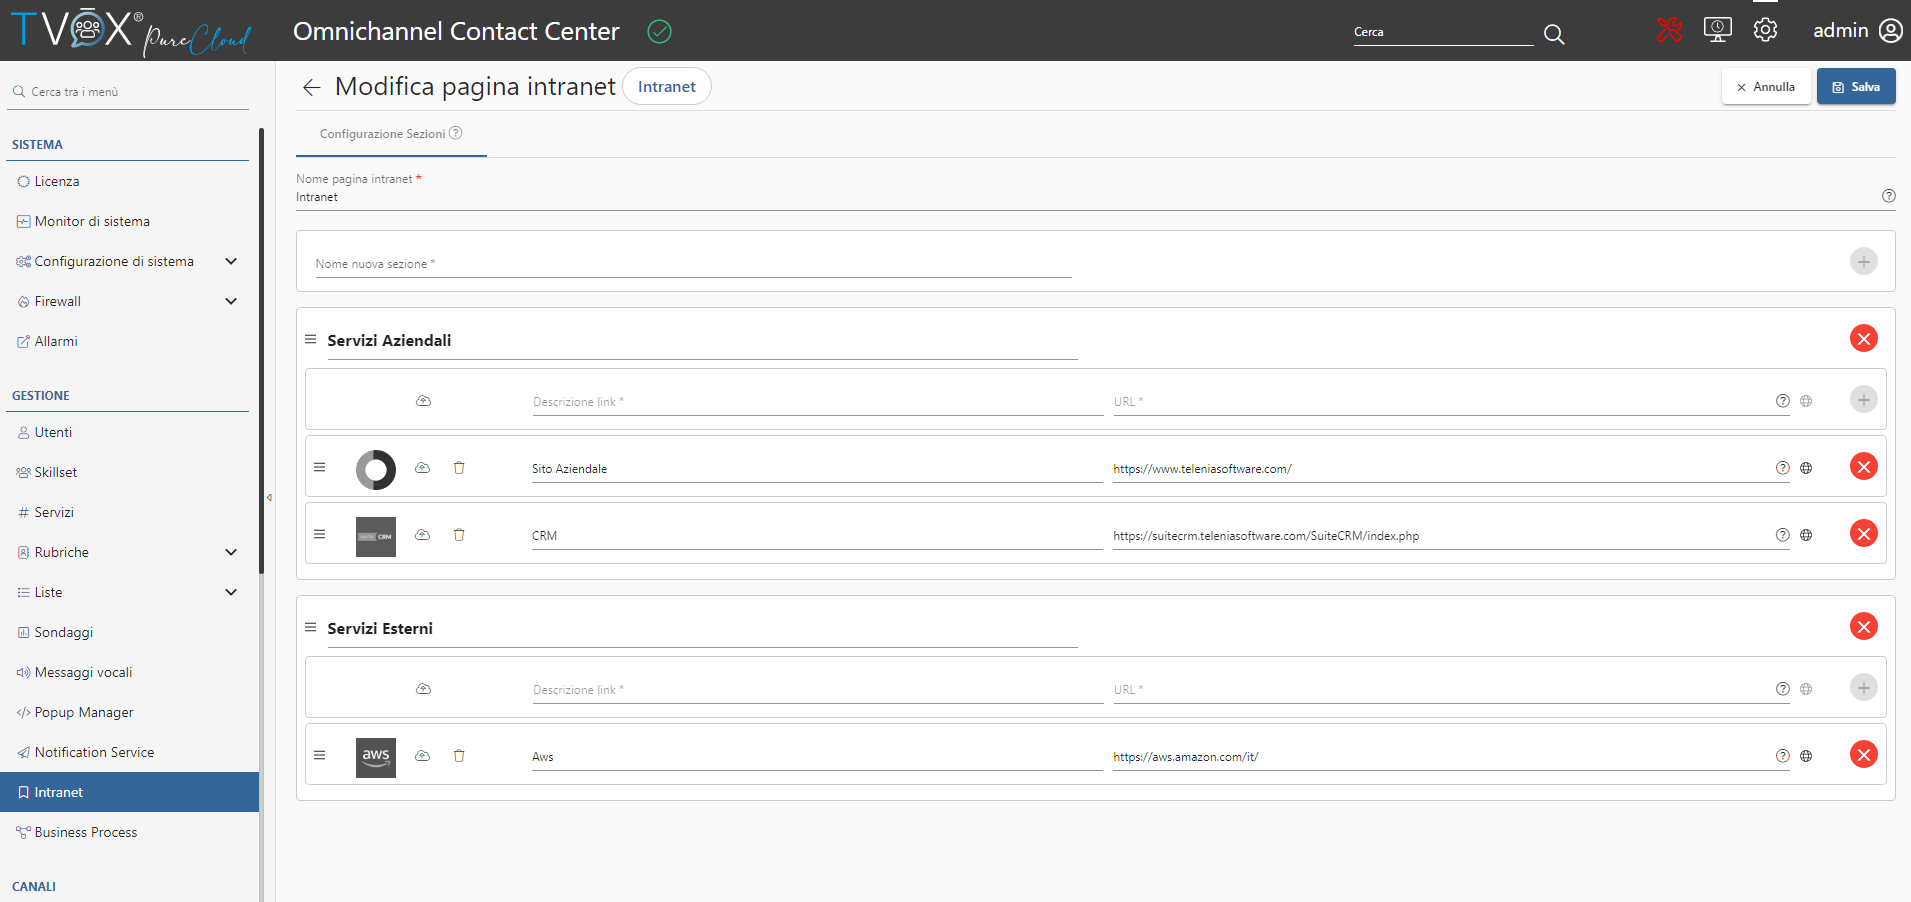 TVOX® PureCloud
Omnichannel Contact Center
Cerca
admin
Cerca tra i menù
SISTEMA
Licenza
Monitor di sistema
Configurazione di sistema
Firewall
Allarmi
GESTIONE
Utenti
Skillset
Servizi
Rubriche
Liste
Sondaggi
Messaggi vocali
Popup Manager
Notification Service
Intranet
Business Process
CANALI
Modifica pagina intranet
Intranet
Annulla
Salva
Configurazione Sezioni
Nome pagina intranet *
Intranet
Nome nuova sezione *
Servizi Aziendali
Descrizione link * URL *
Sito Aziendale https://www.teleniasoftware.com/
SUITE CRM CRM https://suitecrm.teleniasoftware.com/SuiteCRM/index.php
Servizi Esterni
Descrizione link * URL *
aws Aws https://aws.amazon.com/it/